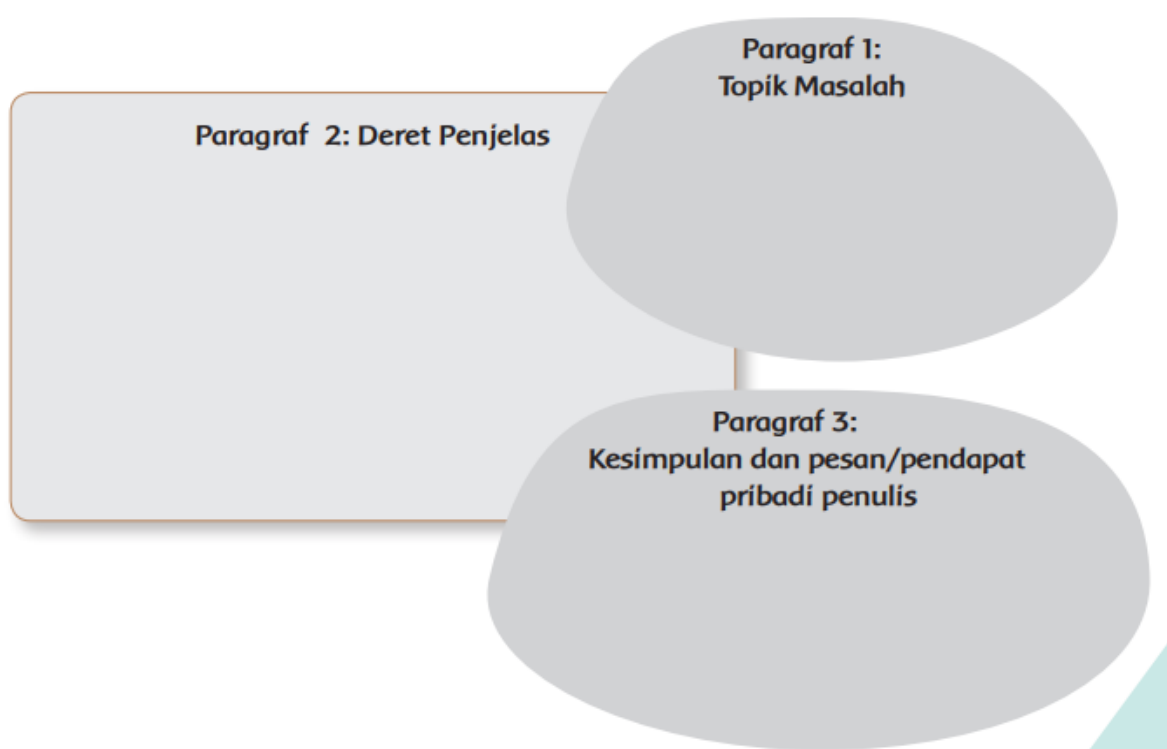 Paragraf 1:
Topik Masalah
Paragraf 2: Deret Penjelas
Paragraf 3:
Kesimpulan dan pesan/pendapat
pribadi penulis